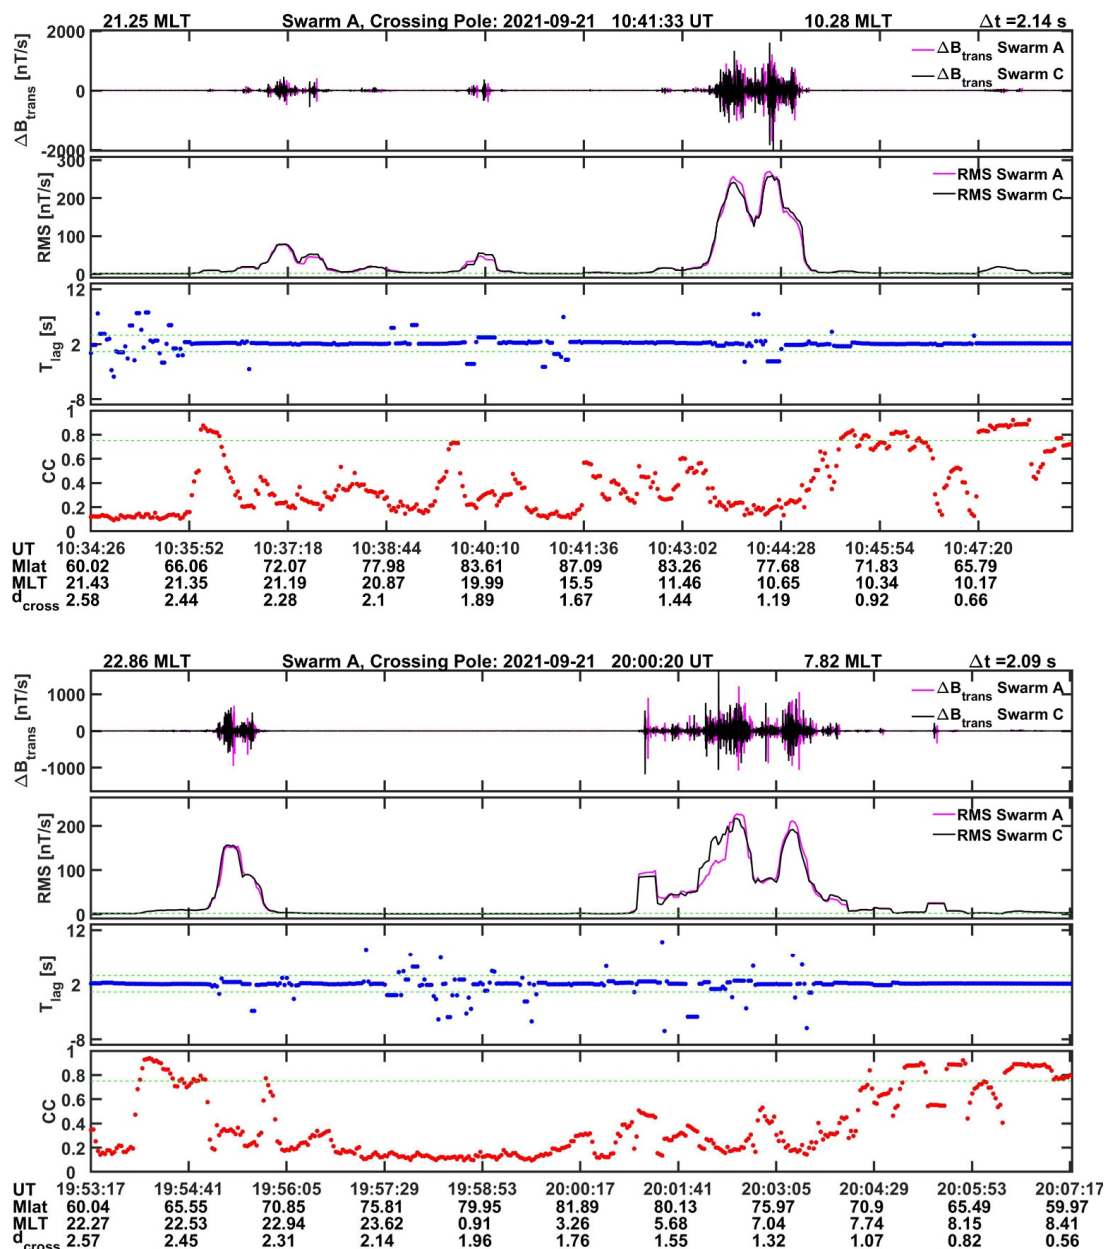 21.25 MLT Swarm A, Crossing Pole: 2021-09-21 10:41:33 UT 10.28 MLT Δt =2.14 s
ΔBtrans [nT/s]
2000
0
-2000
ΔBtrans Swarm A
ΔBtrans Swarm C
RMS [nT/s]
300
200
100
0
RMS Swarm A
RMS Swarm C
Tlag [s]
12
2
-8
CC
1
0.8
0.6
0.4
0.2
0
UT 10:34:26 10:35:52 10:37:18 10:38:44 10:40:10 10:41:36 10:43:02 10:44:28 10:45:54 10:47:20
Mlat 60.02 66.06 72.07 77.98 83.61 87.09 83.26 77.68 71.83 65.79
MLT 21.43 21.35 21.19 20.87 19.99 15.5 11.46 10.65 10.34 10.17
dcross 2.58 2.44 2.28 2.1 1.89 1.67 1.44 1.19 0.92 0.66
22.86 MLT Swarm A, Crossing Pole: 2021-09-21 20:00:20 UT 7.82 MLT Δt =2.09 s
ΔBtrans [nT/s]
1000
0
-1000
ΔBtrans Swarm A
ΔBtrans Swarm C
RMS [nT/s]
200
100
0
RMS Swarm A
RMS Swarm C
Tlag [s]
12
2
-8
CC
1
0.8
0.6
0.4
0.2
0
UT 19:53:17 19:54:41 19:56:05 19:57:29 19:58:53 20:00:17 20:01:41 20:03:05 20:04:29 20:05:53 20:07:17
Mlat 60.04 65.55 70.85 75.81 79.95 81.89 80.13 75.97 70.9 65.49 59.97
MLT 22.27 22.53 22.94 23.62 0.91 3.26 5.68 7.04 7.74 8.15 8.41
dcross 2.57 2.45 2.31 2.14 1.96 1.76 1.55 1.32 1.07 0.82 0.56